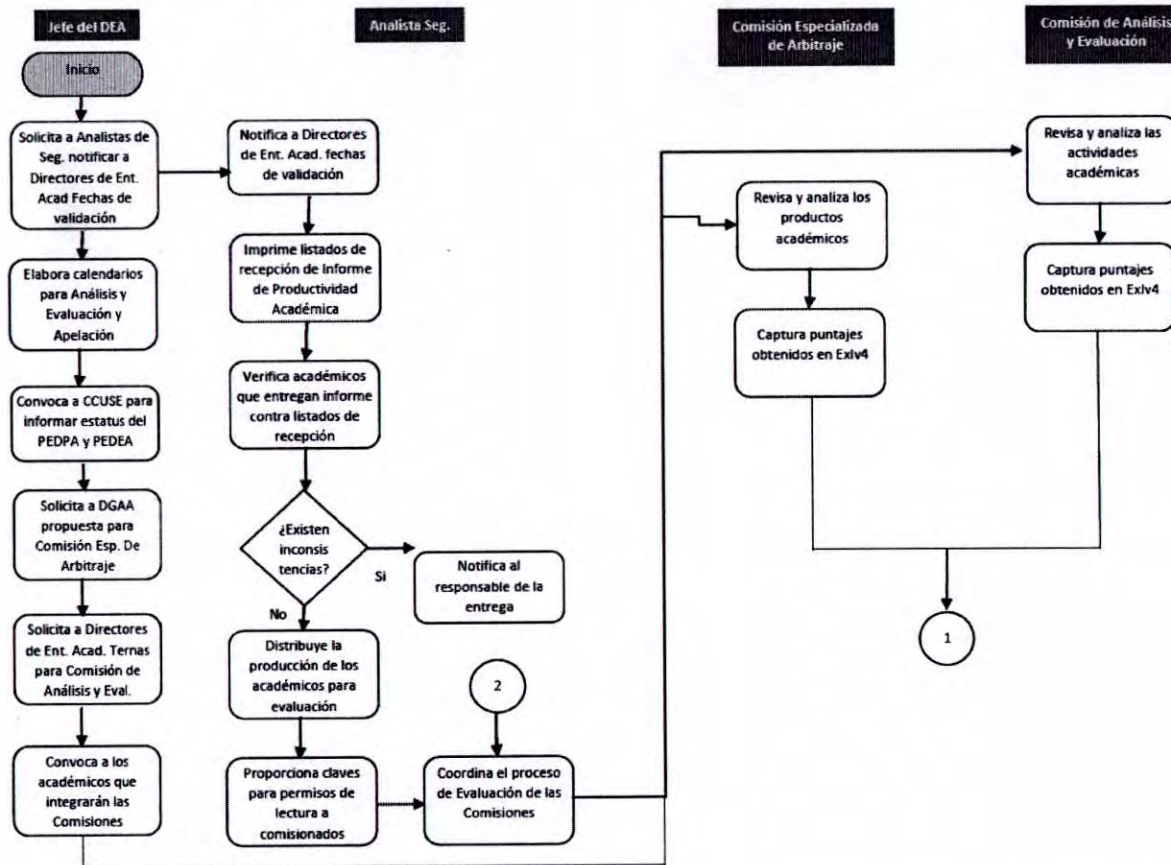 Jefe del DEA
Analista Seg.
Comisión Especializada
de Arbitraje
Comisión de Análisis
y Evaluación
Inicio
Solicita a Analistas de
Seg. notificar a
Directores de Ent.
Acad Fechas de
validación
Elabora calendarios
para Análisis y
Evaluación y
Apelación
Convoca a CCUSE para
informar estatus del
PEDPA y PEDEA
Solicita a DGAA
propuesta para
Comisión Esp. De
Arbitraje
Solicita a Directores
de Ent. Acad. Ternas
para Comisión de
Análisis y Eval.
Convoca a los
académicos que
integrarán las
Comisiones
Notifica a Directores
de Ent. Acad. fechas
de validación
Imprime listados de
recepción de Informe
de Productividad
Académica
Verifica académicos
que entregan informe
contra listados de
recepción
¿Existen
inconsis
tencias?
Si
No
Notifica al
responsable de la
entrega
Distribuye la
producción de los
académicos para
evaluación
Proporciona claves
para permisos de
lectura a
comisionados
2
Coordina el proceso
de Evaluación de las
Comisiones
Revisa y analiza los
productos
académicos
Captura puntajes
obtenidos en ExIv4
Revisa y analiza las
actividades
académicas
Captura puntajes
obtenidos en ExIv4
1